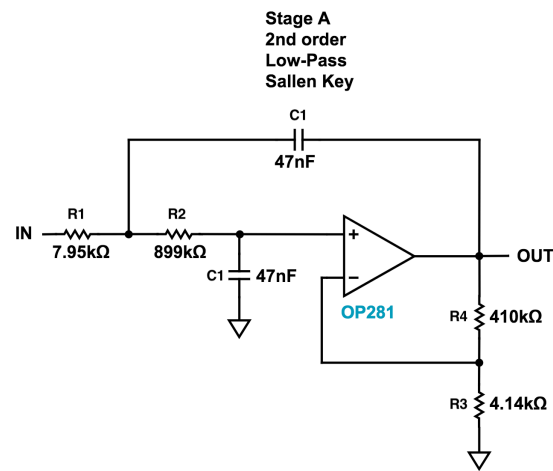 Stage A
2nd order
Low-Pass
Sallen Key
C1
47nF
R1
R2
IN
7.95kΩ
899kΩ
+
OUT
C1
47nF
−
OP281
R4
410kΩ
R3
4.14kΩ